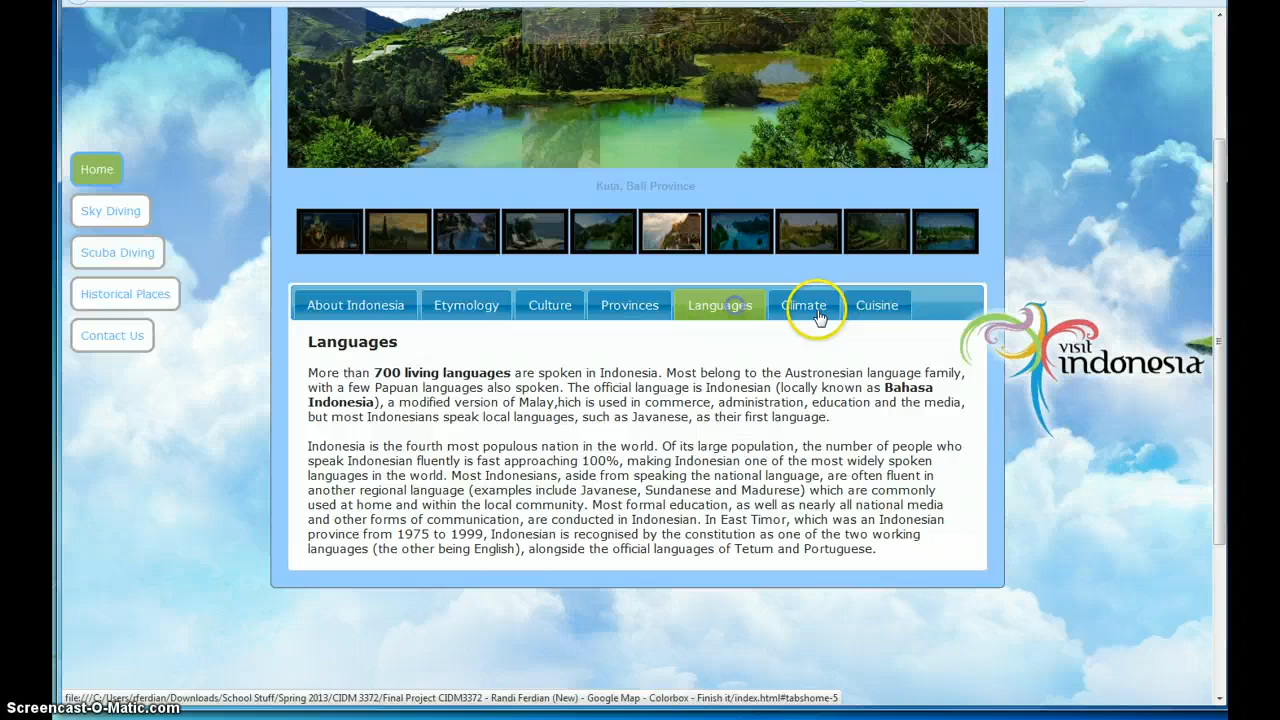 Kuta, Bali Province
Home
Sky Diving
Scuba Diving
Historical Places
Contact Us
About Indonesia Etymology Culture Provinces Languages Climate Cuisine
visit
indonesia
Languages
More than 700 living languages are spoken in Indonesia. Most belong to the Austronesian language family,
with a few Papuan languages also spoken. The official language is Indonesian (locally known as Bahasa
Indonesia), a modified version of Malay,hich is used in commerce, administration, education and the media,
but most Indonesians speak local languages, such as Javanese, as their first language.
Indonesia is the fourth most populous nation in the world. Of its large population, the number of people who
speak Indonesian fluently is fast approaching 100%, making Indonesian one of the most widely spoken
languages in the world. Most Indonesians, aside from speaking the national language, are often fluent in
another regional language (examples include Javanese, Sundanese and Madurese) which are commonly
used at home and within the local community. Most formal education, as well as nearly all national media
and other forms of communication, are conducted in Indonesian. In East Timor, which was an Indonesian
province from 1975 to 1999, Indonesian is recognised by the constitution as one of the two working
languages (the other being English), alongside the official languages of Tetum and Portuguese.
file:///C:/Users/rferdian/Downloads/School Stuff/Spring 2013/CIDM 3372/Final Project CIDM3372 - Randi Ferdian (New) - Google Map - Colorbox - Finish it/index.html#tabshome-5
Screencast-O-Matic.com